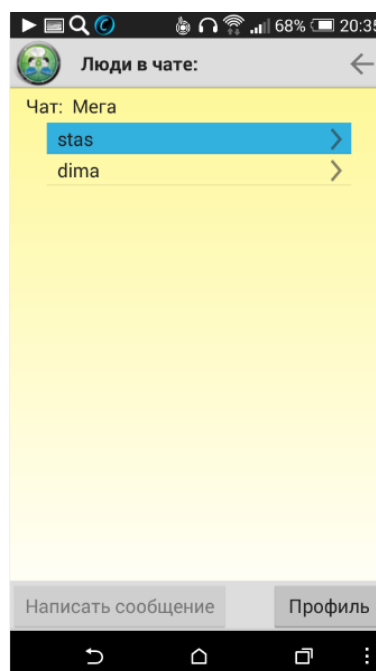 68% 20:35
Люди в чате:
Чат: Мега
stas
dima
Написать сообщение
Профиль